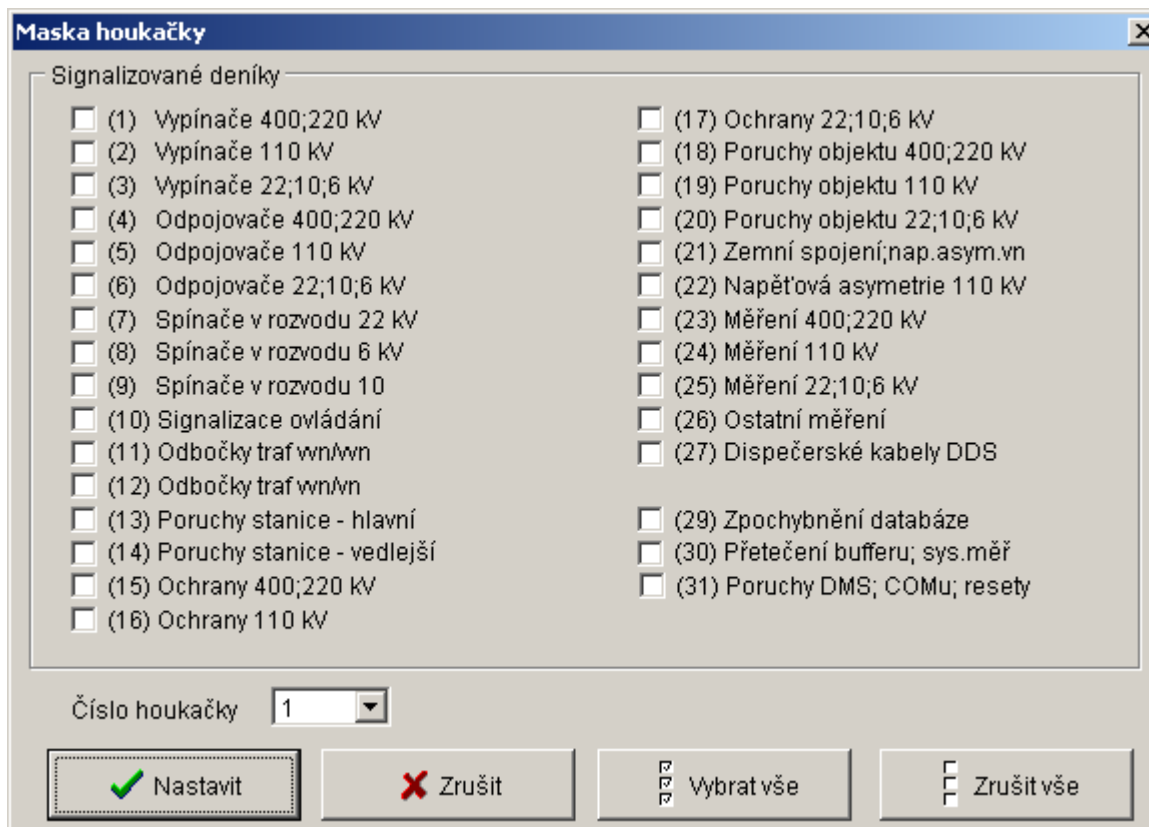 Maska houkačky
Signalizované deníky
(1) Vypínače 400;220 kV
(2) Vypínače 110 kV
(3) Vypínače 22;10;6 kV
(4) Odpojovače 400;220 kV
(5) Odpojovače 110 kV
(6) Odpojovače 22;10;6 kV
(7) Spínače v rozvodu 22 kV
(8) Spínače v rozvodu 6 kV
(9) Spínače v rozvodu 10
(10) Signalizace ovládání
(11) Odbočky traf vvn/vvn
(12) Odbočky traf vvn/vn
(13) Poruchy stanice - hlavní
(14) Poruchy stanice - vedlejší
(15) Ochrany 400;220 kV
(16) Ochrany 110 kV
(17) Ochrany 22;10;6 kV
(18) Poruchy objektu 400;220 kV
(19) Poruchy objektu 110 kV
(20) Poruchy objektu 22;10;6 kV
(21) Zemní spojení;nap.asym.vn
(22) Napěťová asymetrie 110 kV
(23) Měření 400;220 kV
(24) Měření 110 kV
(25) Měření 22;10;6 kV
(26) Ostatní měření
(27) Dispečerské kabely DDS
(29) Zpochybnění databáze
(30) Přetečení bufferu; sys.měř
(31) Poruchy DMS; COMu; resety
Číslo houkačky 1
Nastavit Zrušit Vybrat vše Zrušit vše